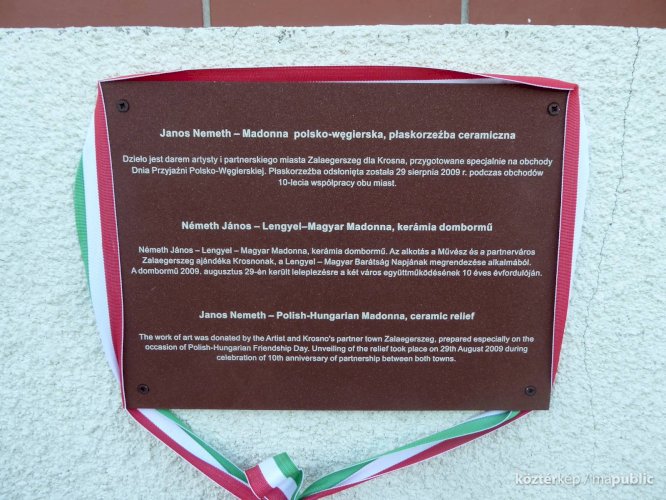 Janos Nemeth – Madonna polsko-węgierska, płaskorzeźba ceramiczna
Dzieło jest darem artysty i partnerskiego miasta Zalaegerszeg dla Krosna, przygotowane specjalnie na obchody
Dnia Przyjaźni Polsko-Węgierskiej. Płaskorzeźba odsłonięta została 29 sierpnia 2009 r. podczas obchodów
10-lecia współpracy obu miast.
Németh János – Lengyel–Magyar Madonna, kerámia dombormű
Németh János – Lengyel – Magyar Madonna, kerámia dombormű. Az alkotás a Művész és a partnerváros
Zalaegerszeg ajándéka Krosnonak, a Lengyel – Magyar Barátság Napjának megrendezése alkalmából.
A dombormű 2009. augusztus 29-én került leleplezésre a két város együttműködésének 10 éves évfordulóján.
Janos Nemeth – Polish-Hungarian Madonna, ceramic relief
The work of art was donated by the Artist and Krosno's partner town Zalaegerszeg, prepared especially on the
occasion of Polish-Hungarian Friendship Day. Unveiling of the relief took place on 29th August 2009 during
celebration of 10th anniversary of partnership between both towns.
köztérkép / mapublic